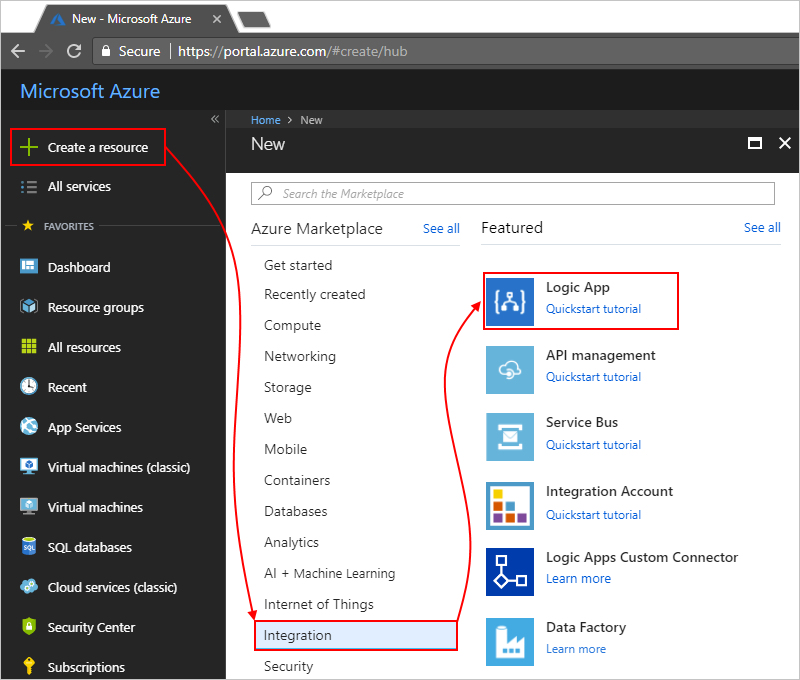 New - Microsoft Azure
Secure
https://portal.azure.com/#create/hub
Microsoft Azure
Create a resource
All services
FAVORITES
Dashboard
Resource groups
All resources
Recent
App Services
Virtual machines (classic)
Virtual machines
SQL databases
Cloud services (classic)
Security Center
Subscriptions
Home > New
New
Search the Marketplace
Azure Marketplace
See all
Get started
Recently created
Compute
Networking
Storage
Web
Mobile
Containers
Databases
Analytics
AI + Machine Learning
Internet of Things
Integration
Security
Featured
See all
Logic App
Quickstart tutorial
API management
Quickstart tutorial
Service Bus
Quickstart tutorial
Integration Account
Quickstart tutorial
Logic Apps Custom Connector
Learn more
Data Factory
Learn more